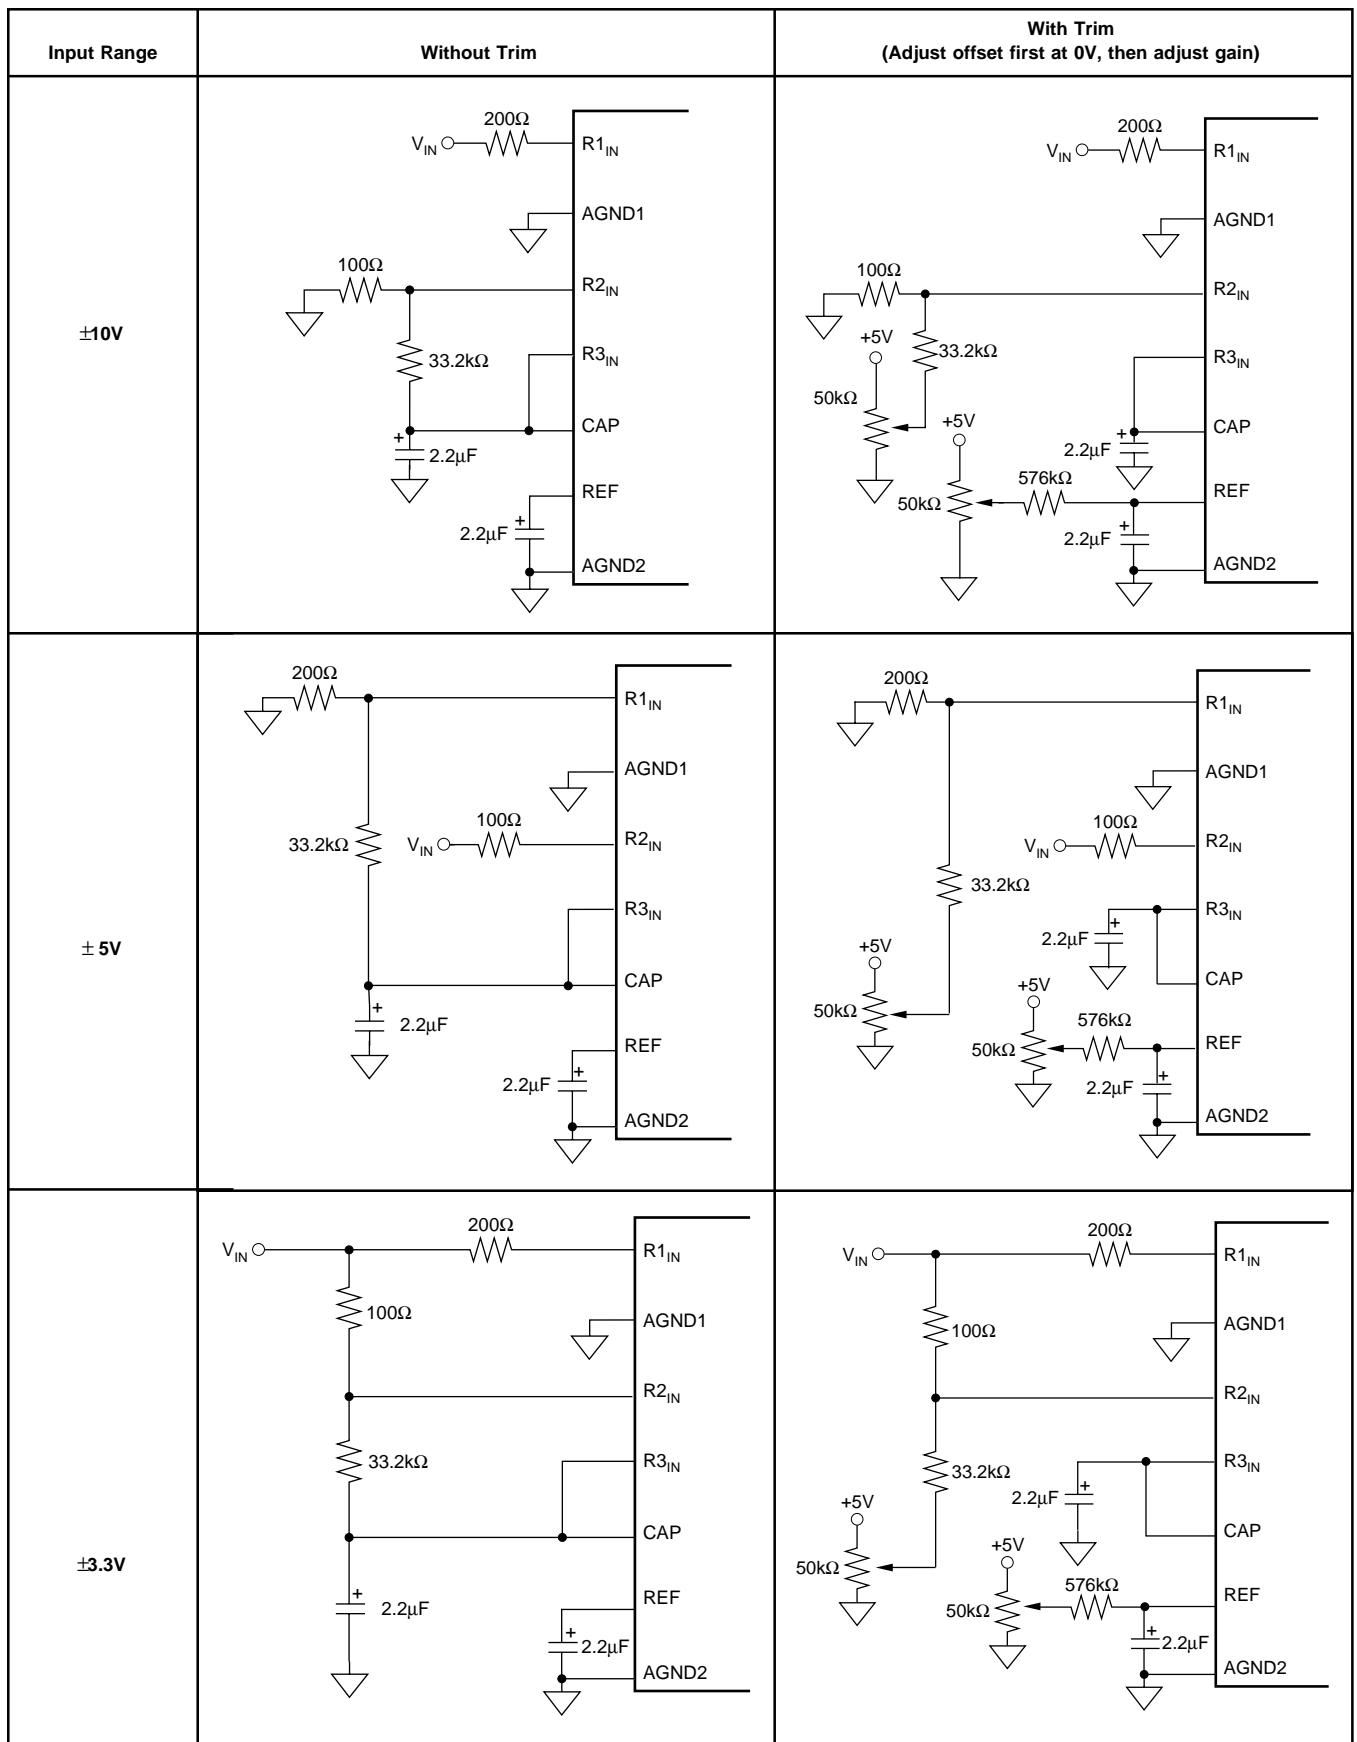 Input Range
Without Trim
With Trim
(Adjust offset first at 0V, then adjust gain)
±10V
200Ω
V_IN
R1_IN
AGND1
100Ω
R2_IN
33.2kΩ
R3_IN
CAP
+
2.2µF
REF
+
2.2µF
AGND2
200Ω
V_IN
R1_IN
AGND1
100Ω
R2_IN
+5V
33.2kΩ
R3_IN
50kΩ
+5V
CAP
+
2.2µF
576kΩ
REF
50kΩ
+
2.2µF
AGND2
± 5V
200Ω
R1_IN
AGND1
100Ω
33.2kΩ
V_IN
R2_IN
R3_IN
CAP
+
2.2µF
REF
+
2.2µF
AGND2
200Ω
R1_IN
AGND1
100Ω
V_IN
R2_IN
33.2kΩ
R3_IN
+
2.2µF
+5V
CAP
+5V
50kΩ
576kΩ
REF
50kΩ
+
2.2µF
AGND2
±3.3V
200Ω
V_IN
R1_IN
100Ω
AGND1
R2_IN
33.2kΩ
R3_IN
CAP
+
2.2µF
REF
+
2.2µF
AGND2
200Ω
V_IN
R1_IN
100Ω
AGND1
R2_IN
33.2kΩ
R3_IN
+
2.2µF
+5V
CAP
+5V
50kΩ
576kΩ
REF
50kΩ
+
2.2µF
AGND2